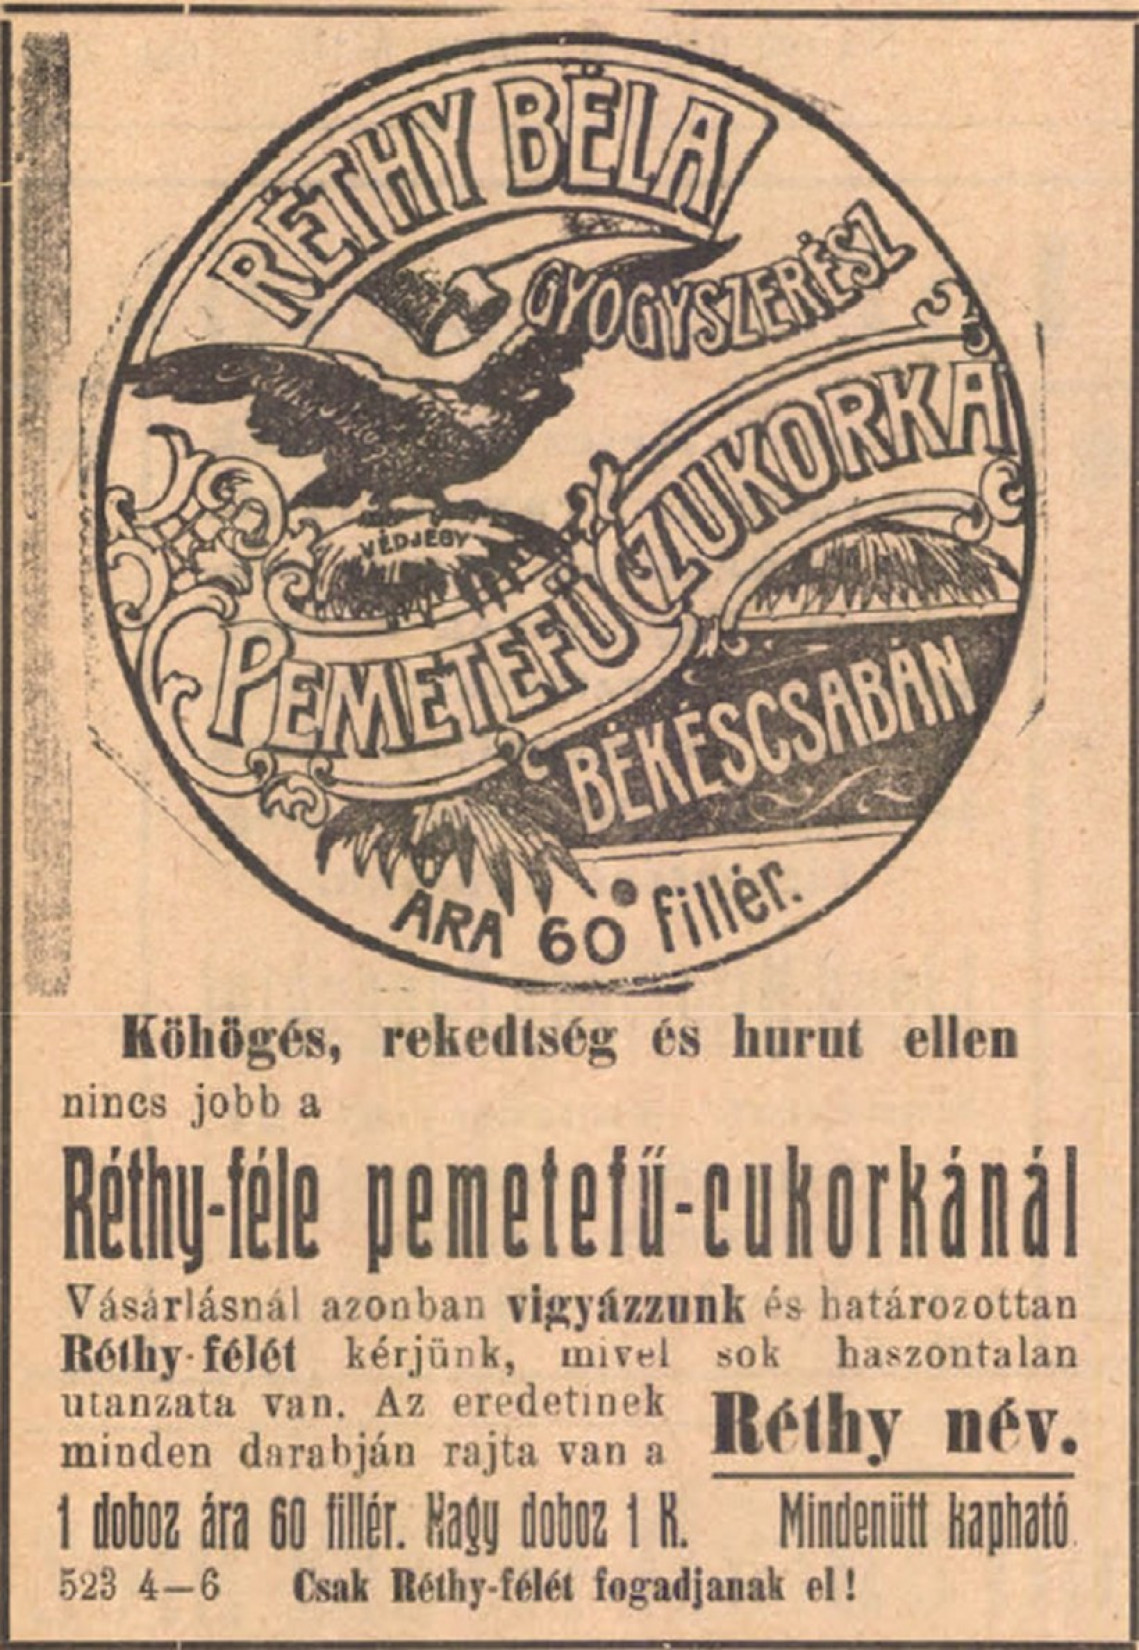 RÉTHY BÉLA
GYOGYSZERÉSZ
VÉDJEGY
PEMETEFŰ CZUKORKA
BÉKÉSCSABÁN
ÁRA 60 fillér.
Köhögés, rekedtség és hurut ellen
nincs jobb a
Réthy-féle pemetefű-cukorkánál
Vásárlásnál azonban vigyázzunk és határozottan
Réthy-félét kérjünk, mivel sok haszontalan
utánzata van. Az eredetinek
minden darabján rajta van a Réthy név.
1 doboz ára 60 fillér. Nagy doboz 1 K. Mindenütt kapható
523 4—6 Csak Réthy-félét fogadjanak el!